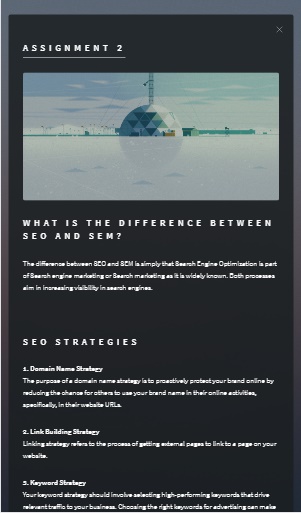 ASSIGNMENT 2
WHAT IS THE DIFFERENCE BETWEEN
SEO AND SEM?
The difference between SEO and SEM is simply that Search Engine Optimization is part
of Search engine marketing or Search marketing as it is widely known. Both processes
aim in increasing visibility in search engines.
SEO STRATEGIES
1. Domain Name Strategy
The purpose of a domain name strategy is to proactively protect your brand online by
reducing the chance for others to use your brand name in their online activities,
specifically, in their website URLs.
2. Link Building Strategy
Linking strategy refers to the process of getting external pages to link to a page on your
website.
3. Keyword Strategy
Your keyword strategy should involve selecting high-performing keywords that drive
relevant traffic to your business. Choosing the right keywords for advertising can make